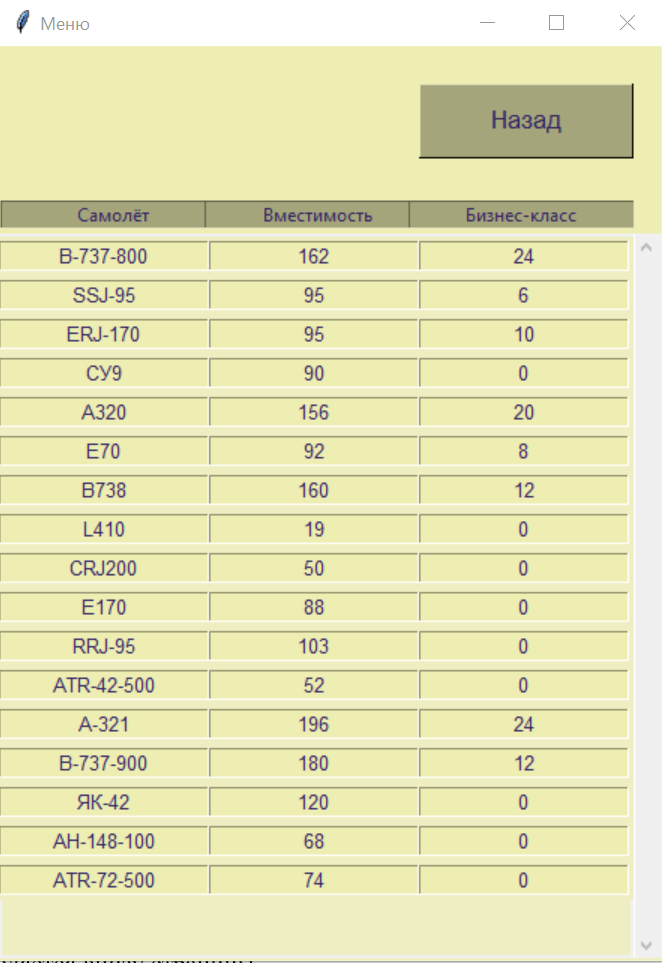 Меню
Назад
Самолёт Вместимость Бизнес-класс
B-737-800 162 24
SSJ-95 95 6
ERJ-170 95 10
СУ9 90 0
A320 156 20
E70 92 8
B738 160 12
L410 19 0
CRJ200 50 0
E170 88 0
RRJ-95 103 0
ATR-42-500 52 0
A-321 196 24
B-737-900 180 12
ЯК-42 120 0
АН-148-100 68 0
ATR-72-500 74 0